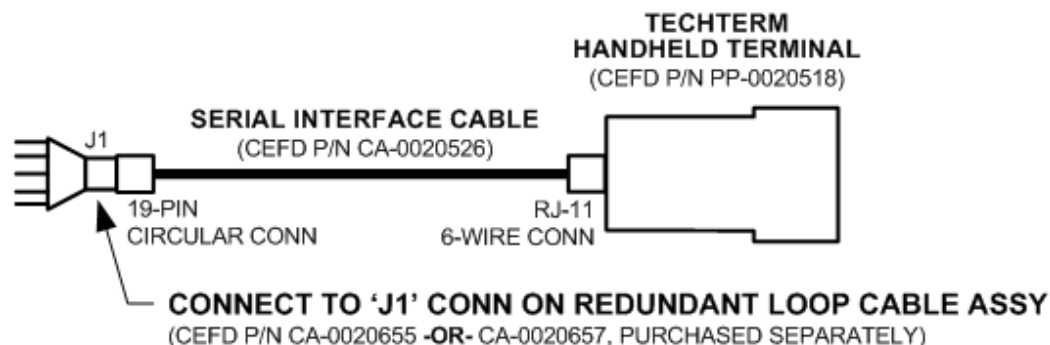 TECHTERM
HANDHELD TERMINAL
(CEFD P/N PP-0020518)
SERIAL INTERFACE CABLE
(CEFD P/N CA-0020526)
J1
19-PIN
CIRCULAR CONN
RJ-11
6-WIRE CONN
CONNECT TO ‘J1’ CONN ON REDUNDANT LOOP CABLE ASSY
(CEFD P/N CA-0020655 -OR- CA-0020657, PURCHASED SEPARATELY)